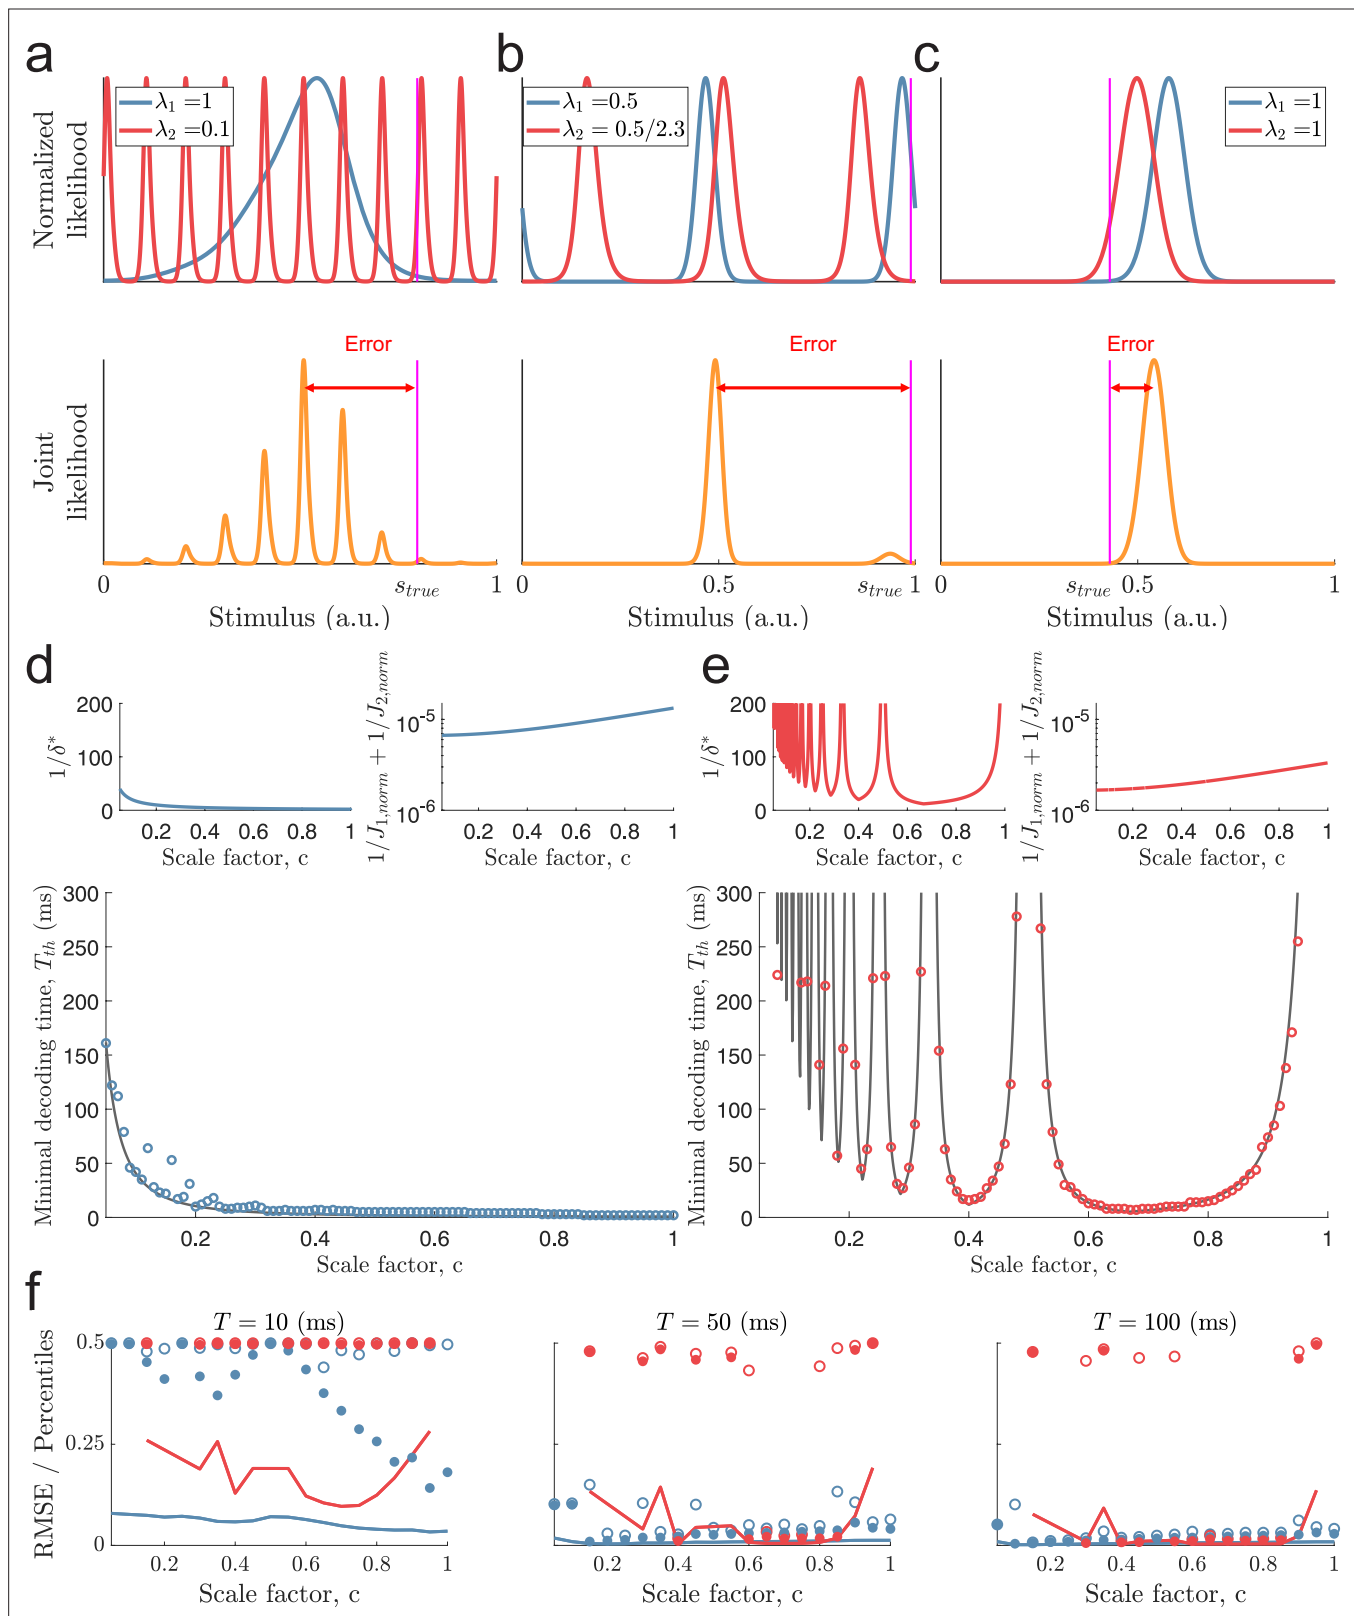 a
b
c
Normalized likelihood
λ1 =1
λ2 =0.1
λ1 =0.5
λ2 = 0.5/2.3
λ1 =1
λ2 =1
Joint likelihood
Error
Error
Error
0 s_true 1
0.5 s_true 1
0
0 s_true 0.5 1
Stimulus (a.u.)
Stimulus (a.u.)
Stimulus (a.u.)
d
e
1/δ*
200
100
0
0.2 0.4 0.6 0.8 1
Scale factor, c
1/J1,norm + 1/J2,norm
10^-5
10^-6
0.2 0.4 0.6 0.8 1
Scale factor, c
1/δ*
200
100
0
0.2 0.4 0.6 0.8 1
Scale factor, c
1/J1,norm + 1/J2,norm
10^-5
10^-6
0.2 0.4 0.6 0.8 1
Scale factor, c
Minimal decoding time, T_th (ms)
300
250
200
150
100
50
0
0.2 0.4 0.6 0.8 1
Scale factor, c
Minimal decoding time, T_th (ms)
300
250
200
150
100
50
0
0.2 0.4 0.6 0.8 1
Scale factor, c
f
RMSE / Percentiles
T = 10 (ms)
0.5
0.25
0
0.2 0.4 0.6 0.8 1
Scale factor, c
T = 50 (ms)
0.2 0.4 0.6 0.8 1
Scale factor, c
T = 100 (ms)
0.2 0.4 0.6 0.8 1
Scale factor, c